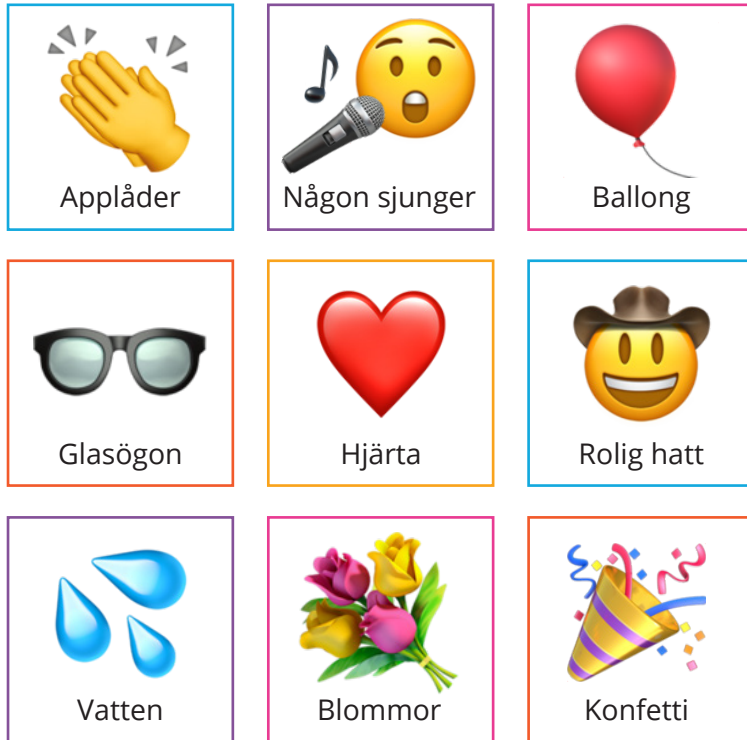 Applåder
Någon sjunger
Ballong
Glasögon
Hjärta
Rolig hatt
Vatten
Blommor
Konfetti